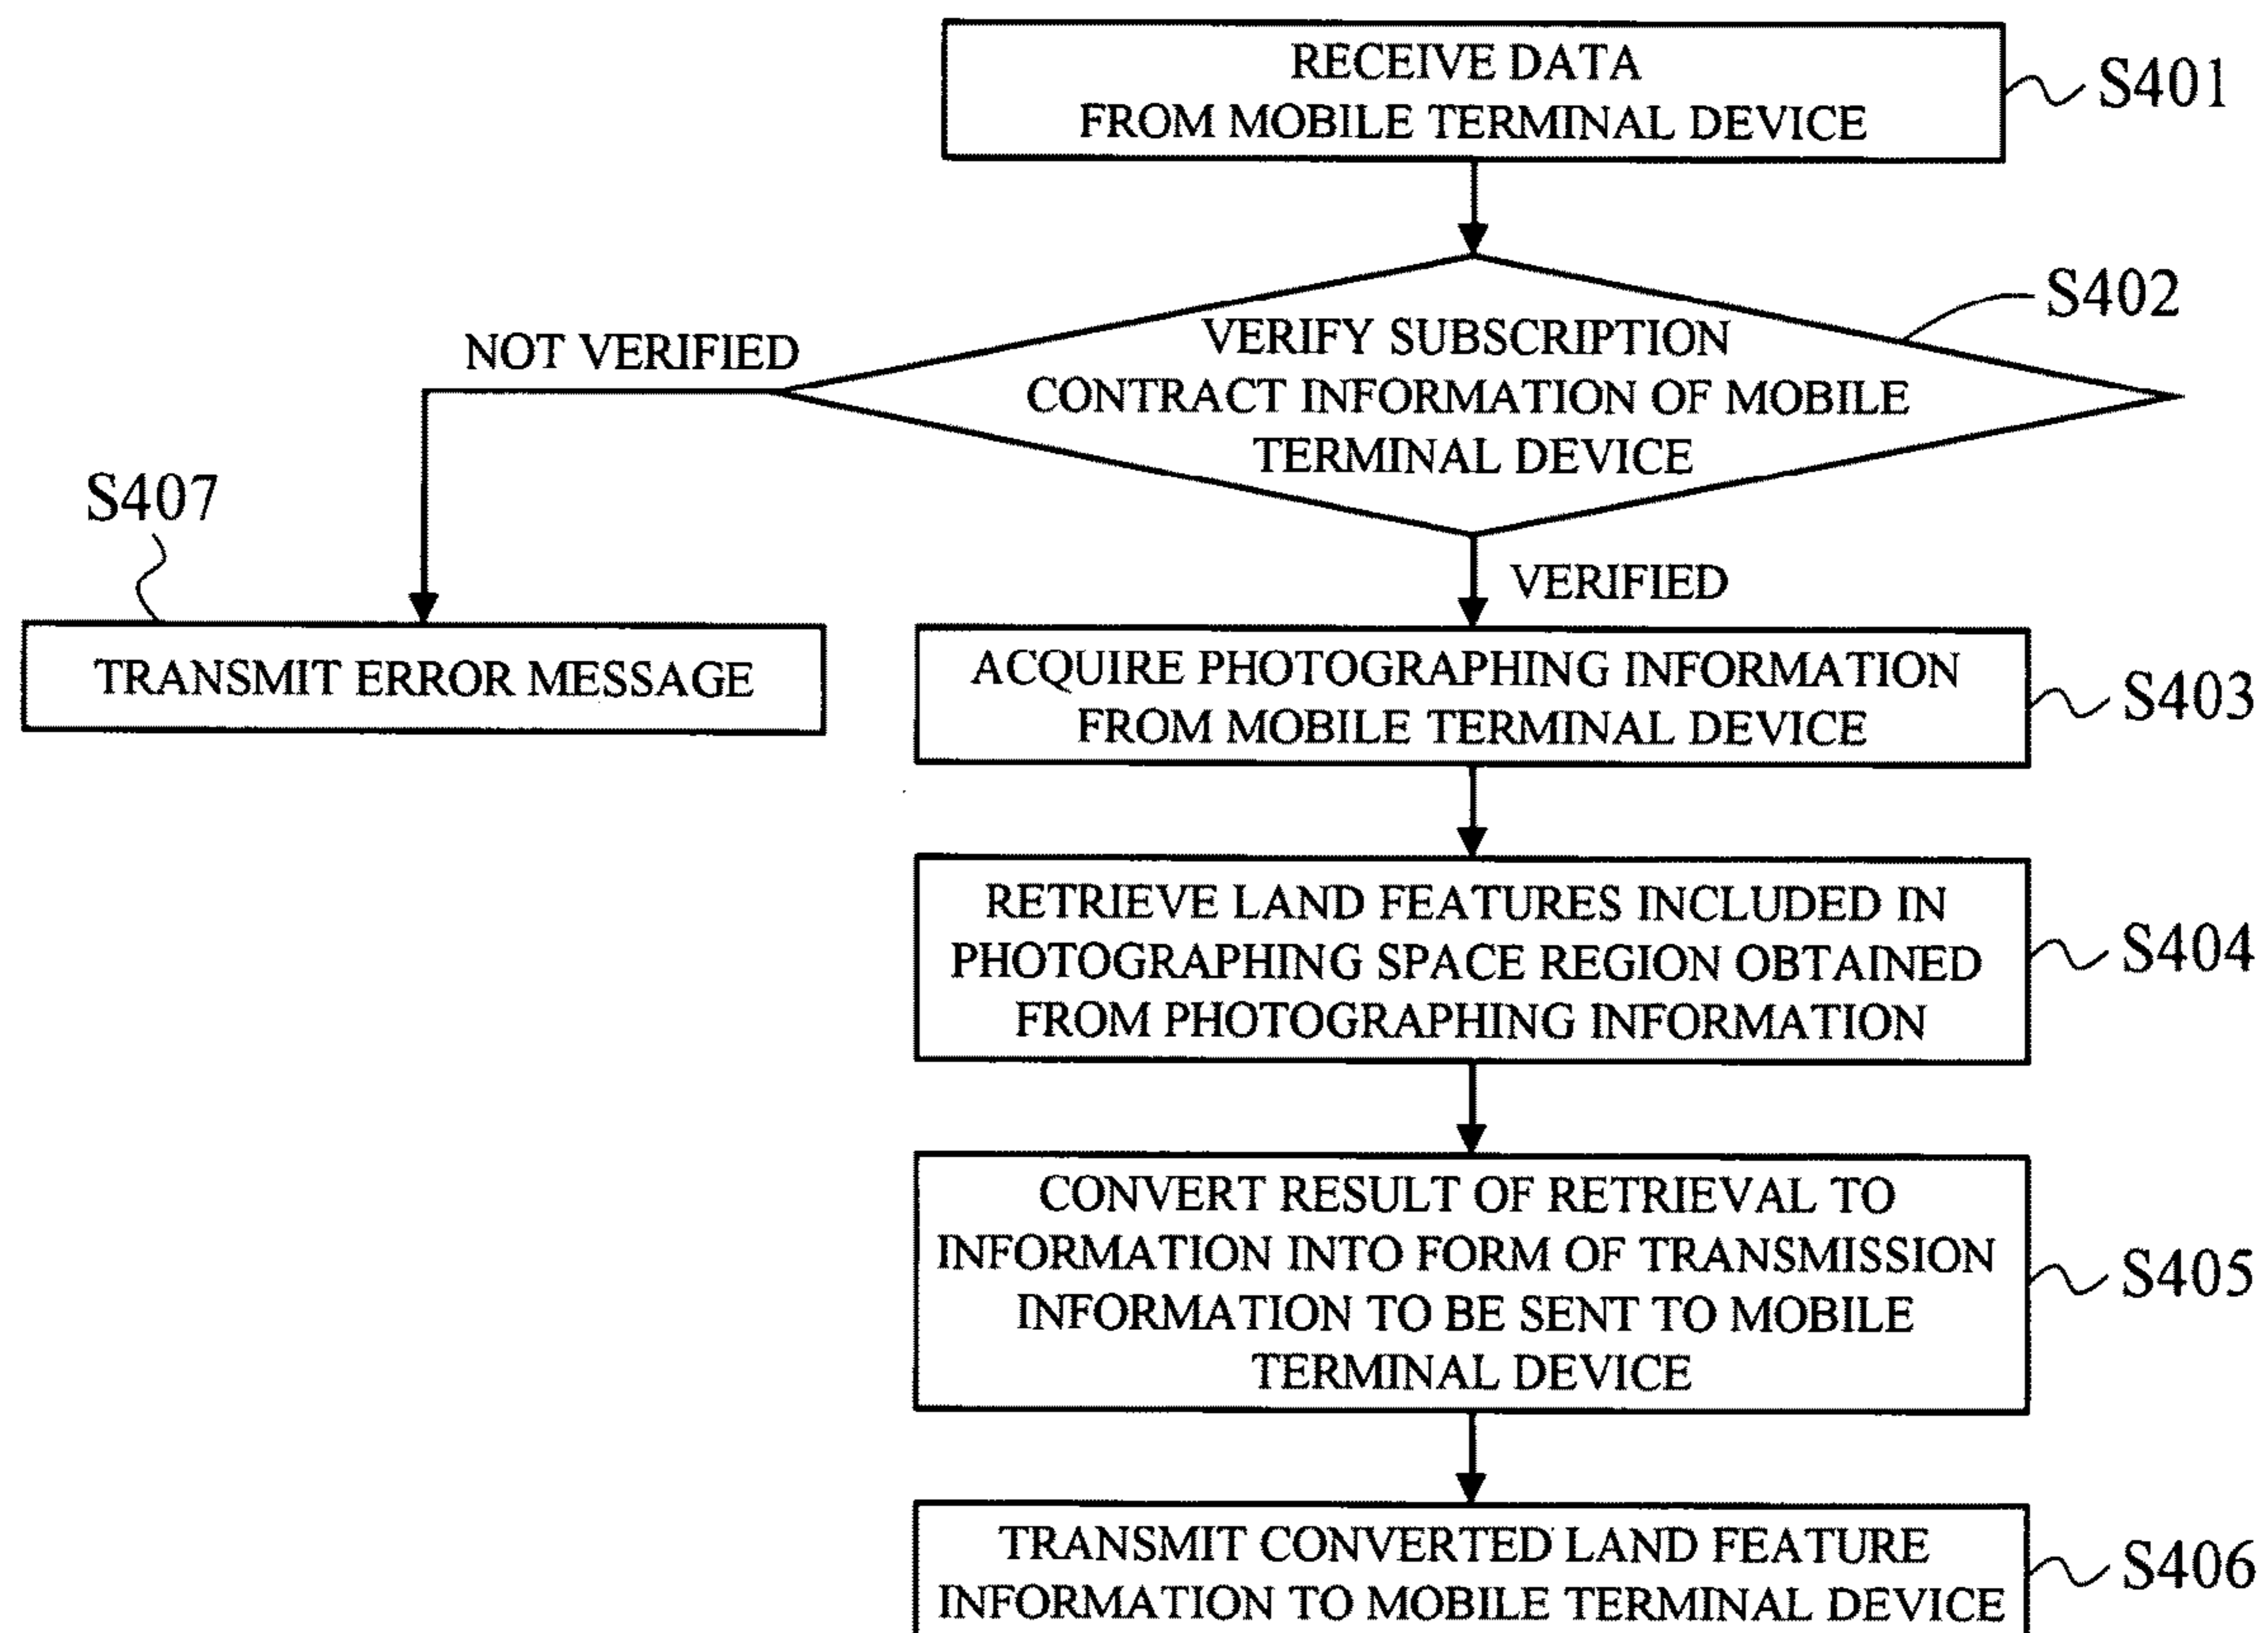 RECEIVE DATA
FROM MOBILE TERMINAL DEVICE
S401
S402
VERIFY SUBSCRIPTION
CONTRACT INFORMATION OF MOBILE
TERMINAL DEVICE
NOT VERIFIED
VERIFIED
S407
TRANSMIT ERROR MESSAGE
ACQUIRE PHOTOGRAPHING INFORMATION
FROM MOBILE TERMINAL DEVICE
S403
RETRIEVE LAND FEATURES INCLUDED IN
PHOTOGRAPHING SPACE REGION OBTAINED
FROM PHOTOGRAPHING INFORMATION
S404
CONVERT RESULT OF RETRIEVAL TO
INFORMATION INTO FORM OF TRANSMISSION
INFORMATION TO BE SENT TO MOBILE
TERMINAL DEVICE
S405
TRANSMIT CONVERTED LAND FEATURE
INFORMATION TO MOBILE TERMINAL DEVICE
S406